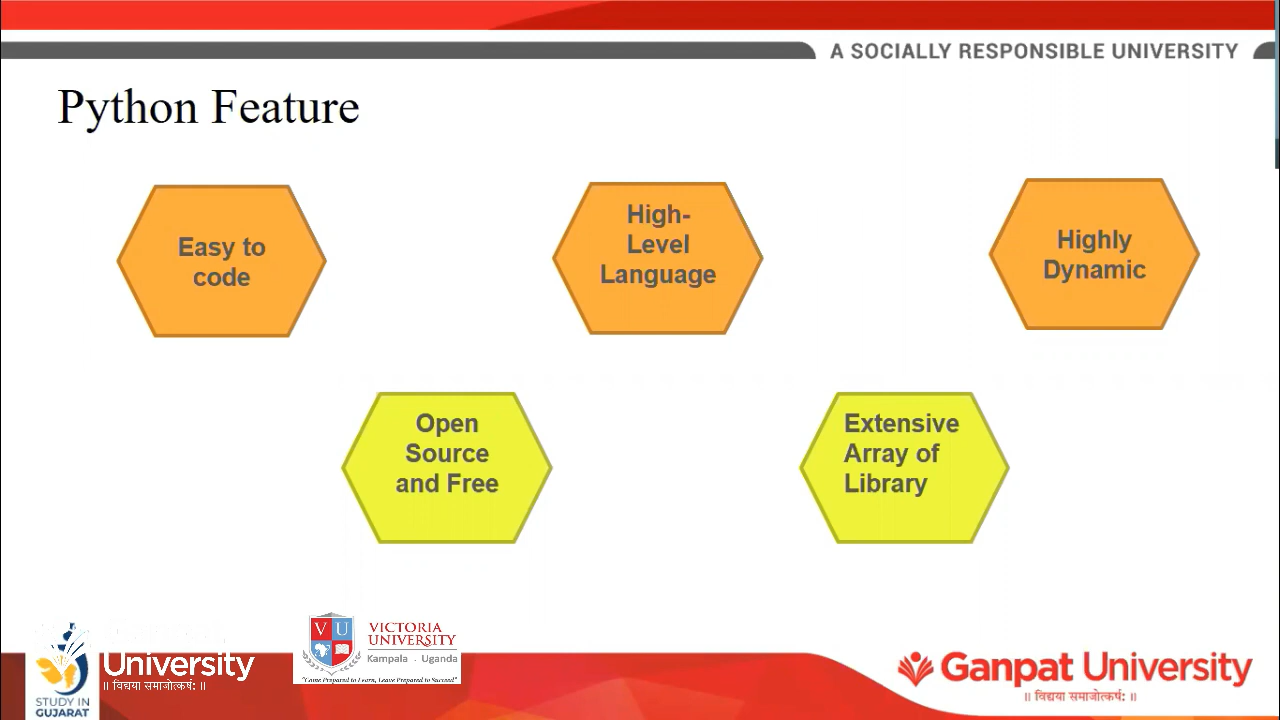 A SOCIALLY RESPONSIBLE UNIVERSITY
Python Feature
Easy to
code
High-
Level
Language
Highly
Dynamic
Open
Source
and Free
Extensive
Array of
Library
University
॥ विद्यया समाजोत्कर्षः ॥
STUDY IN
GUJARAT
V U
VICTORIA
UNIVERSITY
Kampala . Uganda
"Come Prepared to Learn, Leave Prepared to Succeed"
Ganpat University
॥ विद्यया समाजोत्कर्षः ॥